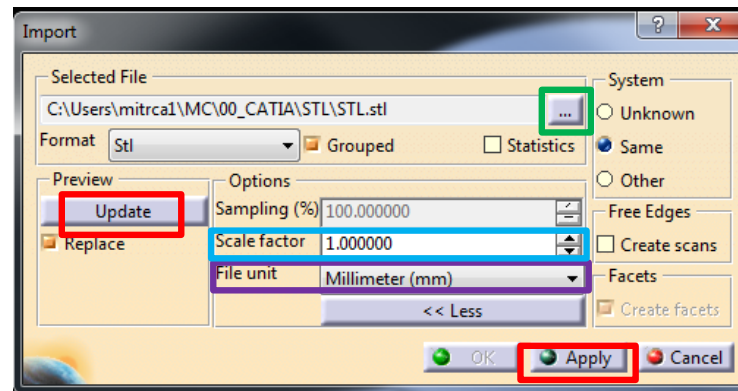 Import
Selected File
C:\Users\mitrca1\MC\00_CATIA\STL\STL.stl ...
Format Stl Grouped Statistics
System
Unknown
Same
Other
Preview
Update
Replace
Options
Sampling (%) 100.000000
Scale factor 1.000000
File unit Millimeter (mm)
<< Less
Free Edges
Create scans
Facets
Create facets
OK Apply Cancel